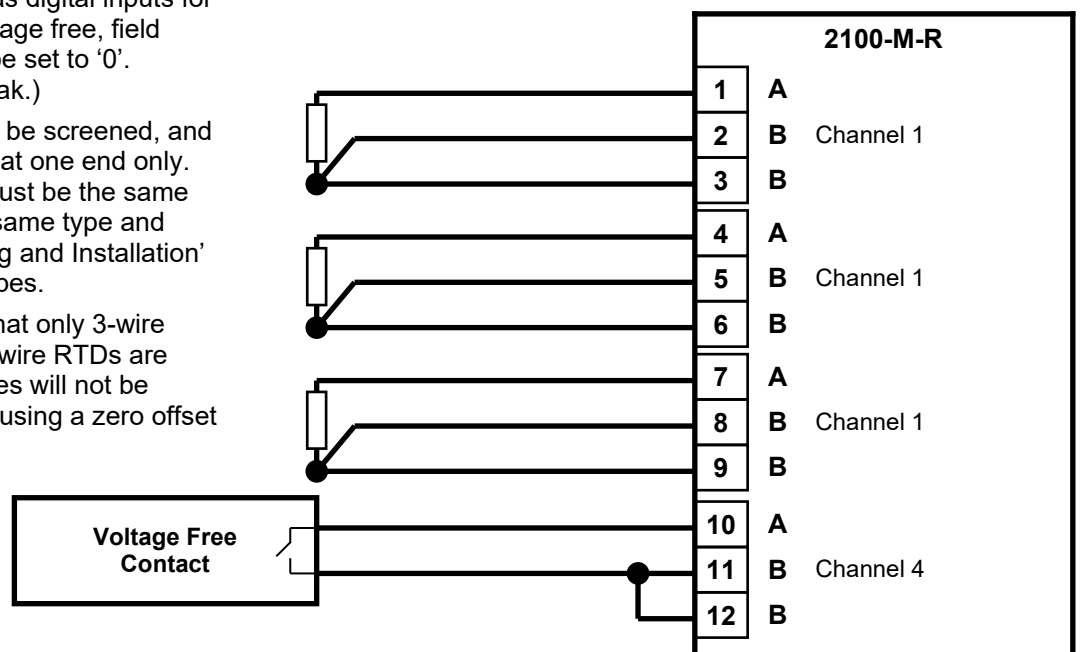 age free, field
be set to ‘0’.
be screened, and
at one end only.
ust be the same
same type and
g and Installation’
hat only 3-wire
wire RTDs are
es will not be
using a zero offset
2100-M-R
1 A
2 B Channel 1
3 B
4 A
5 B Channel 1
6 B
7 A
8 B Channel 1
9 B
Voltage Free
Contact
10 A
11 B Channel 4
12 B